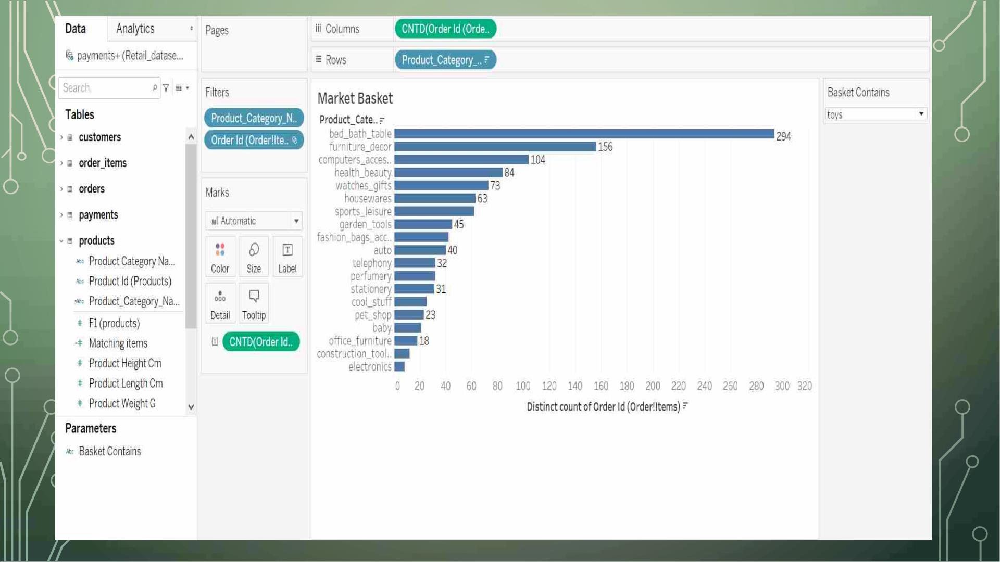 Data
Analytics
payments+ (Retail_datase...
Search
Tables
customers
order_items
orders
payments
products
Abc Product Category Na...
Abc Product Id (Products)
=Abc Product_Category_Na...
# F1 (products)
=# Matching items
# Product Height Cm
# Product Length Cm
# Product Weight G
Parameters
Abc Basket Contains
Pages
Filters
Product_Category_N..
Order Id (Order!Ite..
Marks
Automatic
Color Size T Label
Detail Tooltip
T CNTD(Order Id..
Columns CNTD(Order Id (Orde..
Rows Product_Category_..
Market Basket
Product_Cate..
bed_bath_table 294
furniture_decor 156
computers_acces.. 104
health_beauty 84
watches_gifts 73
housewares 63
sports_leisure
garden_tools 45
fashion_bags_acc..
auto 40
telephony 32
perfumery
stationery 31
cool_stuff
pet_shop 23
baby
office_furniture 18
construction_tool..
electronics
0 20 40 60 80 100 120 140 160 180 200 220 240 260 280 300 320
Distinct count of Order Id (Order!Items)
Basket Contains
toys